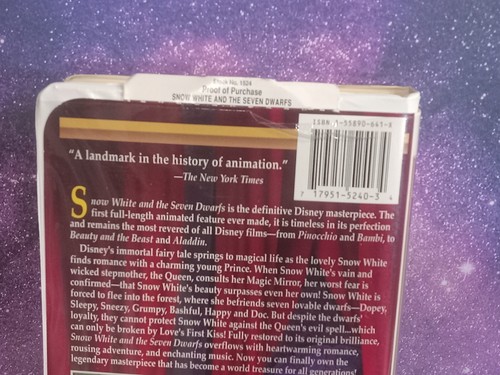 Stock No. 1524
Proof of Purchase
SNOW WHITE AND THE SEVEN DWARFS
ISBN 1-55890-641-8
7 17951-5240-3
"A landmark in the history of animation."
—The New York Times
Snow White and the Seven Dwarfs is the definitive Disney masterpiece. The
first full-length animated feature ever made, it is timeless in its perfection
and remains the most revered of all Disney films—from Pinocchio and Bambi, to
Beauty and the Beast and Aladdin.
Disney's immortal fairy tale springs to magical life as the lovely Snow White
finds romance with a charming young Prince. When Snow White's vain and
wicked stepmother, the Queen, consults her Magic Mirror, her worst fear is
confirmed—that Snow White's beauty surpasses even her own! Snow White is
forced to flee into the forest, where she befriends seven lovable dwarfs—Dopey,
Sleepy, Sneezy, Grumpy, Bashful, Happy and Doc. But despite the dwarfs'
loyalty, they cannot protect Snow White against the Queen's evil spell...which
can only be broken by Love's First Kiss! Fully restored to its original brilliance,
Snow White and the Seven Dwarfs overflows with heartwarming romance,
rousing adventure, and enchanting music. Now you can finally own the
legendary masterpiece that has become a world treasure for all generations!